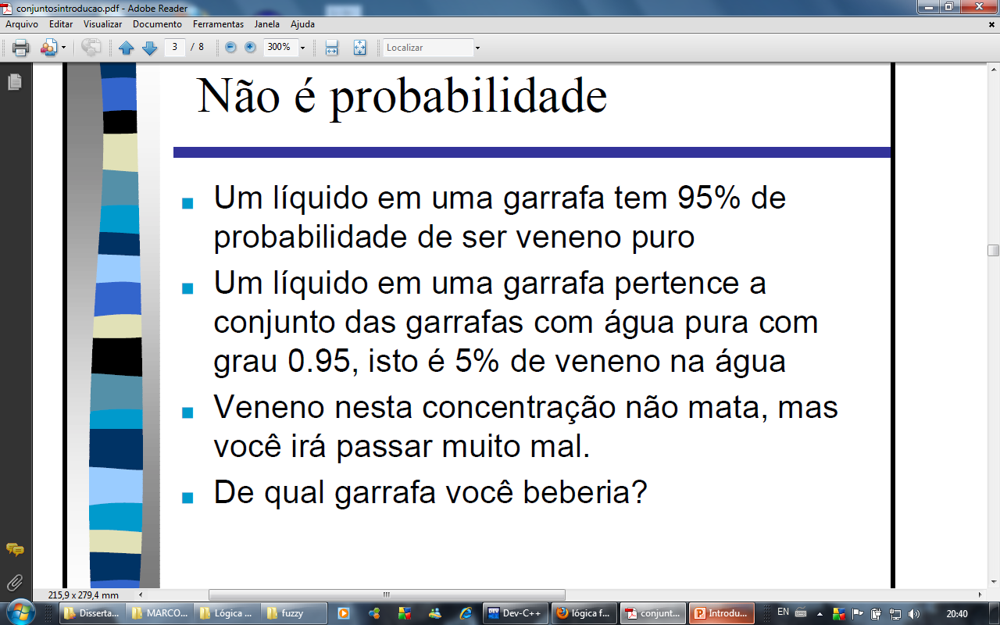 conjuntosintroducao.pdf - Adobe Reader
Arquivo Editar Visualizar Documento Ferramentas Janela Ajuda
3 / 8 300% Localizar
Não é probabilidade
Um líquido em uma garrafa tem 95% de
probabilidade de ser veneno puro
Um líquido em uma garrafa pertence a
conjunto das garrafas com água pura com
grau 0.95, isto é 5% de veneno na água
Veneno nesta concentração não mata, mas
você irá passar muito mal.
De qual garrafa você beberia?
215,9 x 279,4 mm
Disserta... MARCO... Lógica ... fuzzy Dev-C++ lógica f... conjunt... Introdu... EN 20:40